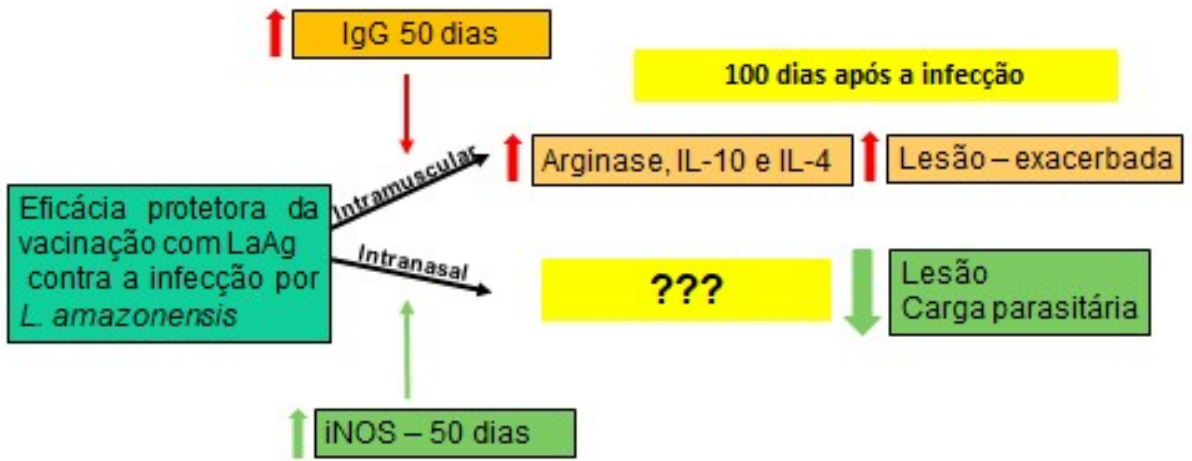 IgG 50 dias
100 dias após a infecção
Intramuscular
Arginase, IL-10 e IL-4
Lesão – exacerbada
Eficácia protetora da
vacinação com LaAg
contra a infecção por
L. amazonensis
Intranasal
???
Lesão
Carga parasitária
iNOS – 50 dias